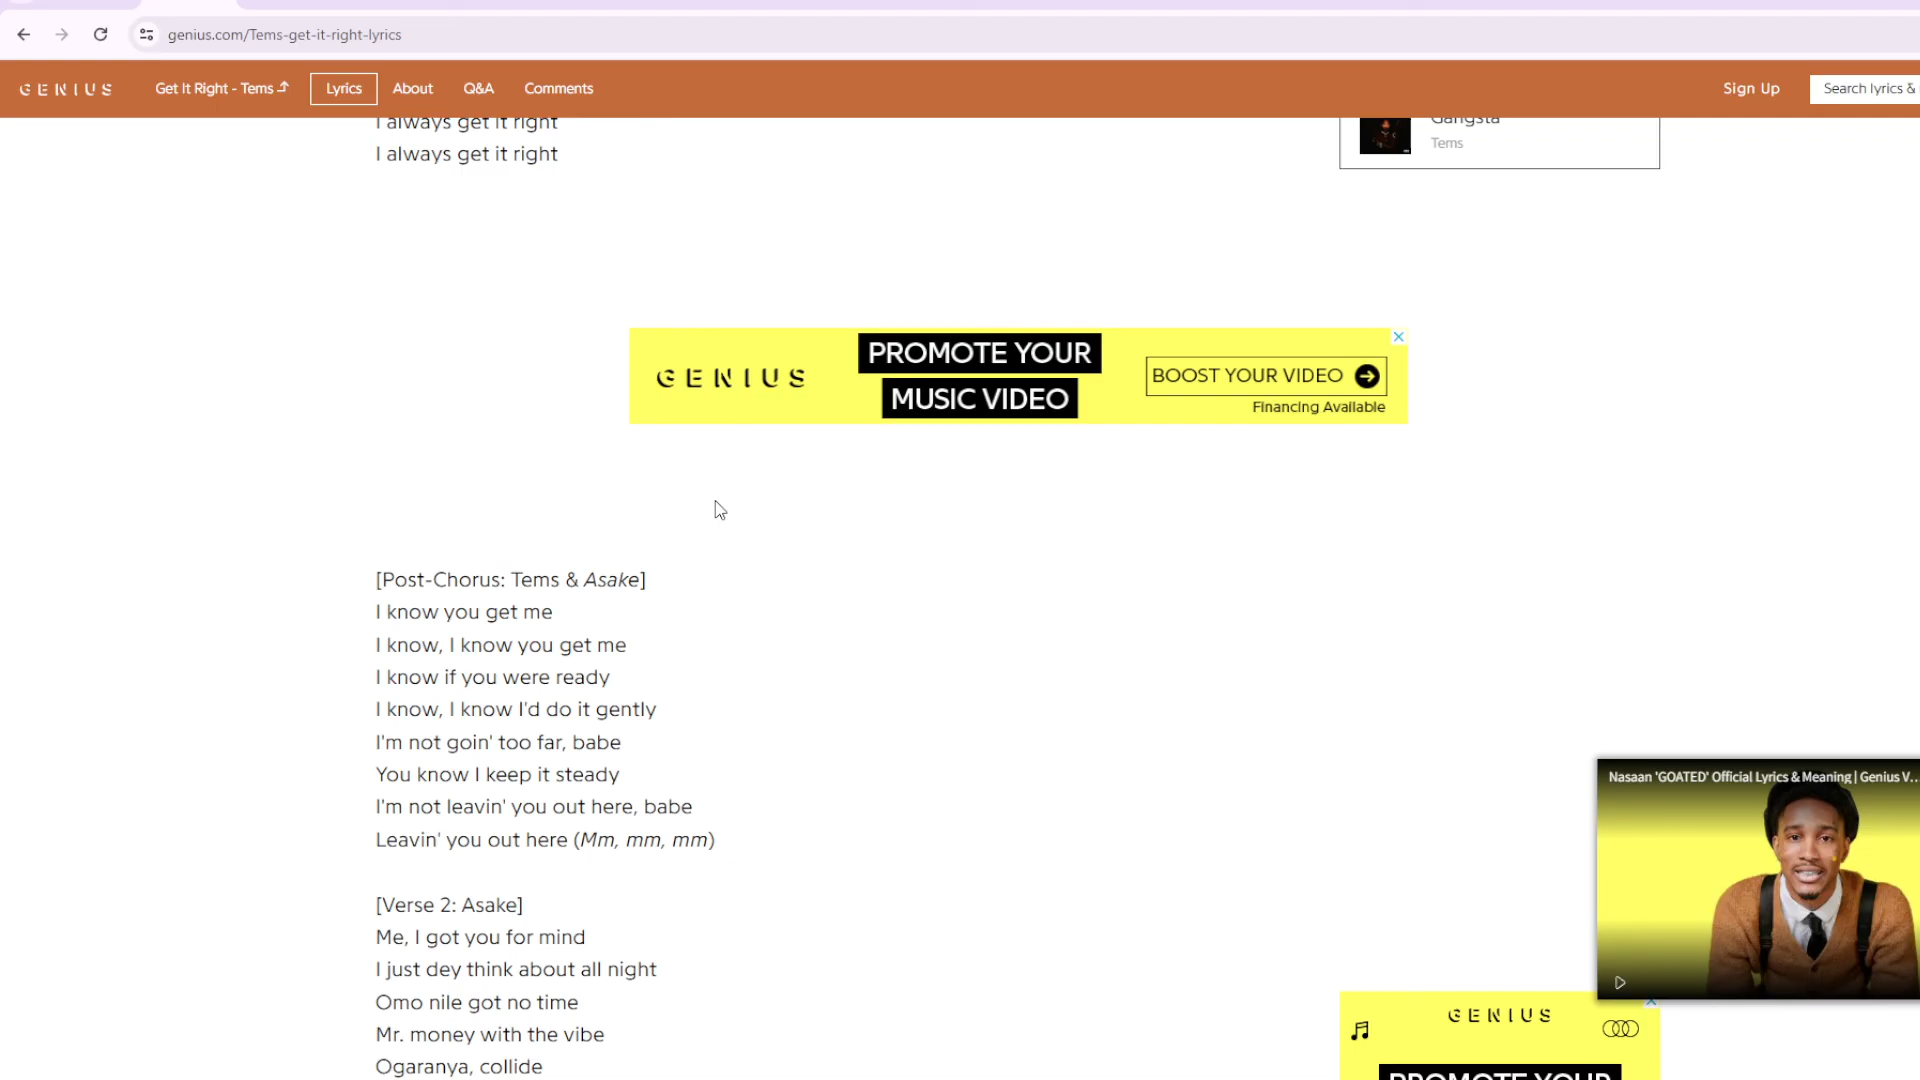 genius.com/Tems-get-it-right-lyrics
GENIUS Get It Right - Tems Lyrics About Q&A Comments Sign Up Search lyrics &
I always get it right
I always get it right
Gangsta
Tems
GENIUS
PROMOTE YOUR
MUSIC VIDEO
BOOST YOUR VIDEO
Financing Available
[Post-Chorus: Tems & Asake]
I know you get me
I know, I know you get me
I know if you were ready
I know, I know I'd do it gently
I'm not goin' too far, babe
You know I keep it steady
I'm not leavin' you out here, babe
Leavin' you out here (Mm, mm, mm)
[Verse 2: Asake]
Me, I got you for mind
I just dey think about all night
Omo nile got no time
Mr. money with the vibe
Ogaranya, collide
Nasaan 'GOATED' Official Lyrics & Meaning | Genius V...
GENIUS
PROMOTE YOUR